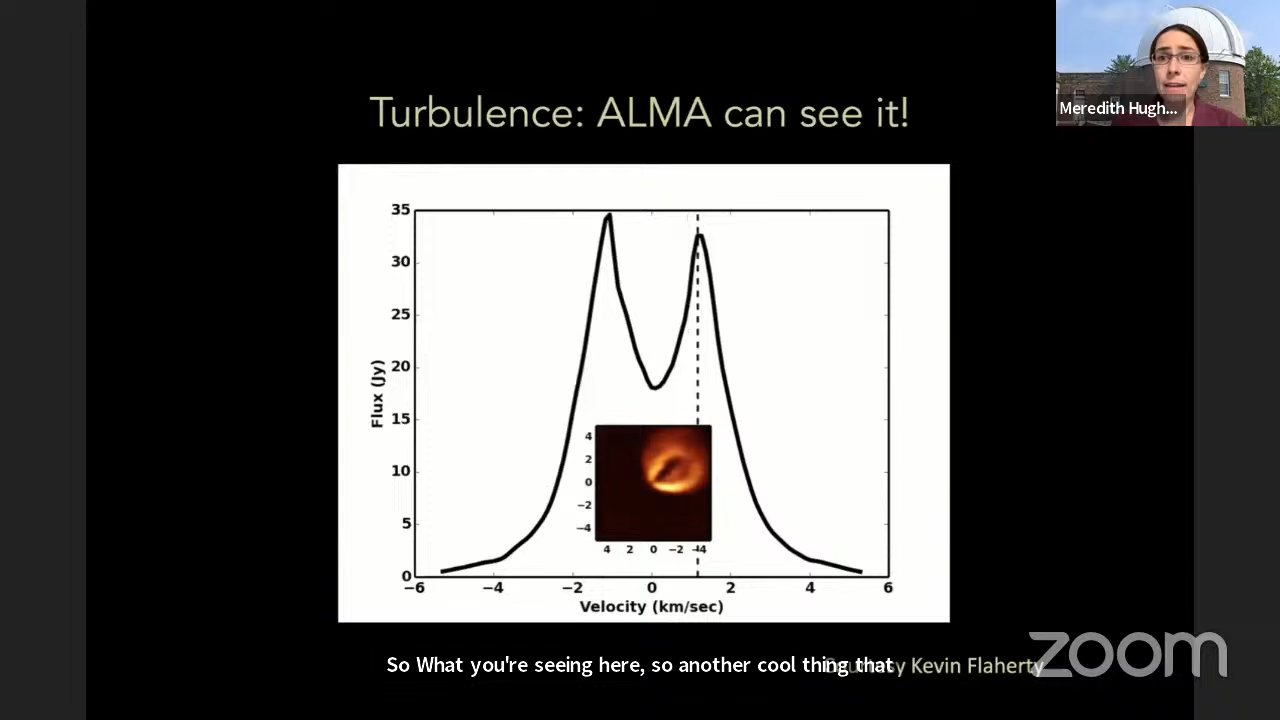 Meredith Hugh...
Turbulence: ALMA can see it!
35
30
25
20
15
10
5
0
Flux (Jy)
4
2
0
−2
−4
4 2 0 −2 −4
−6 −4 −2 0 2 4 6
Velocity (km/sec)
So What you're seeing here, so another cool thing that
Courtesy Kevin Flaherty
zoom